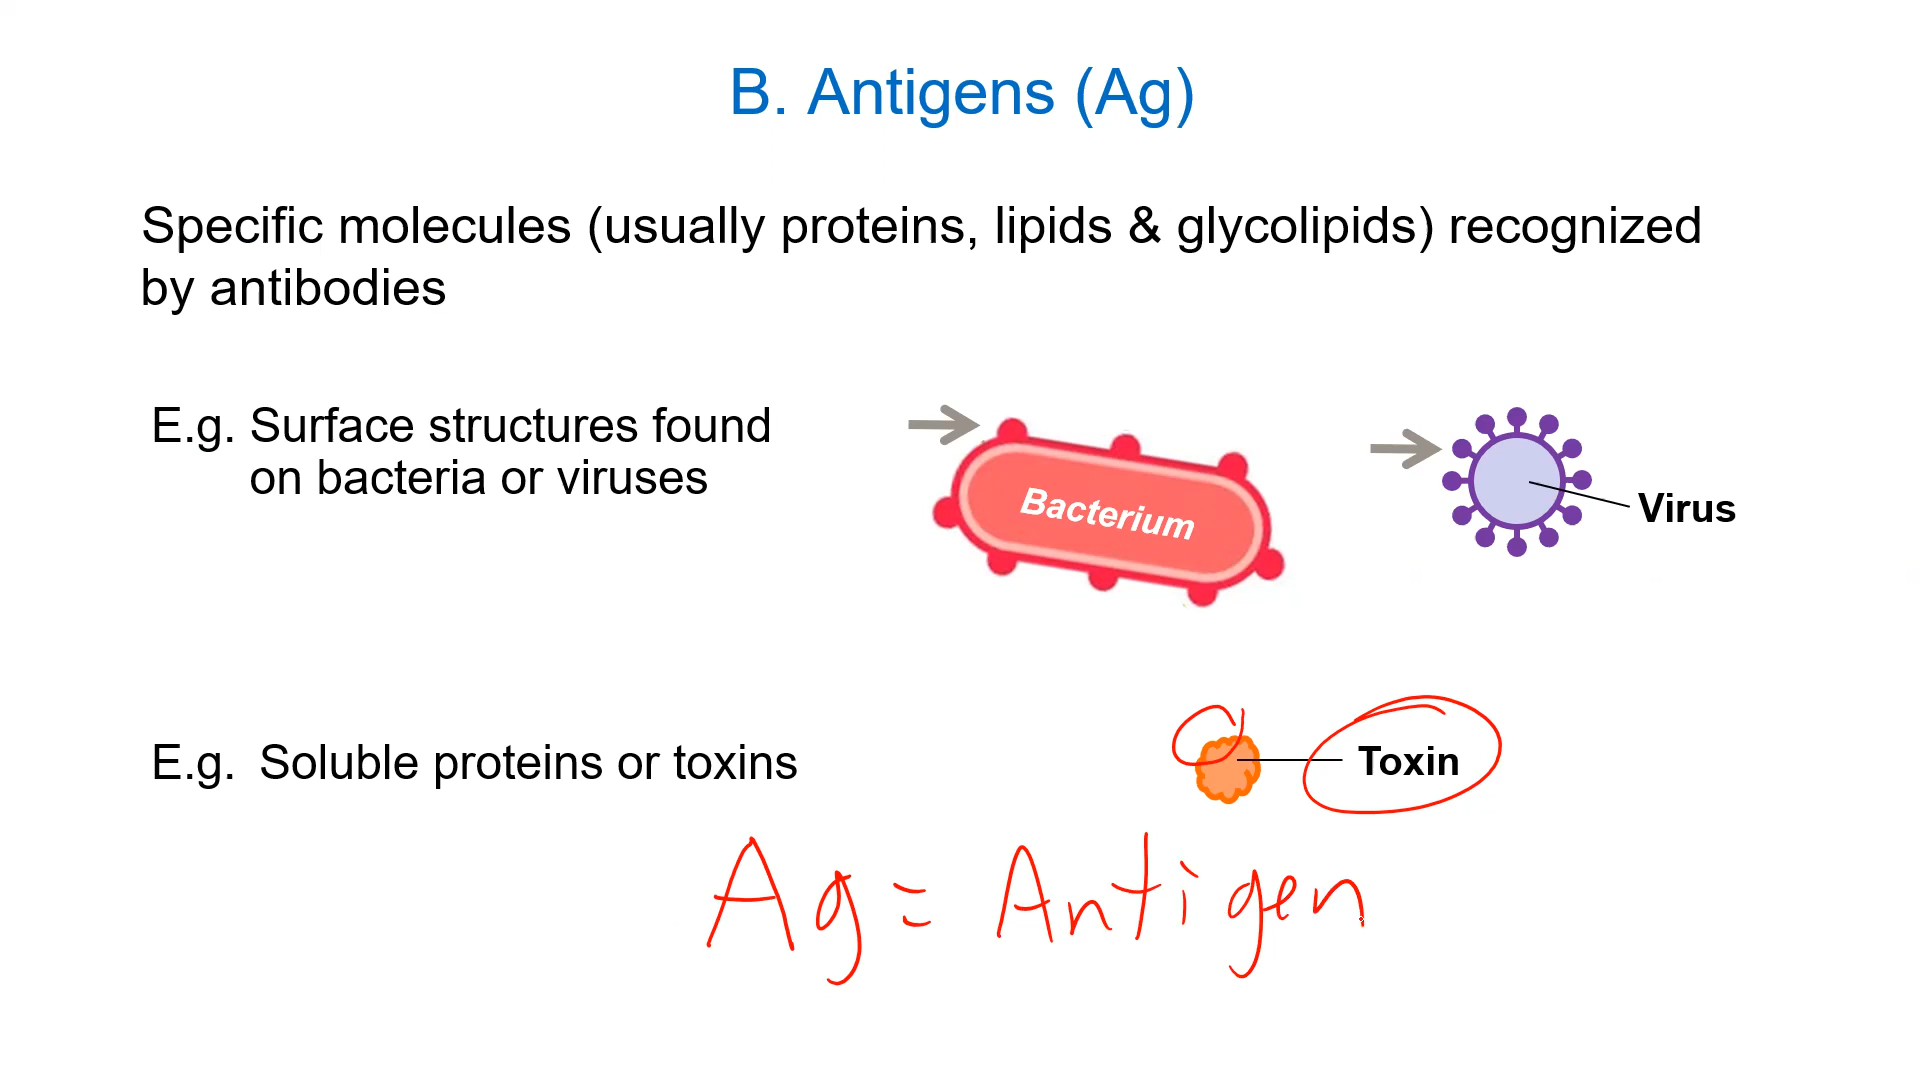 B. Antigens (Ag)
Specific molecules (usually proteins, lipids & glycolipids) recognized
by antibodies
E.g. Surface structures found
on bacteria or viruses
Bacterium
Virus
E.g. Soluble proteins or toxins
Toxin
Ag = Antigen